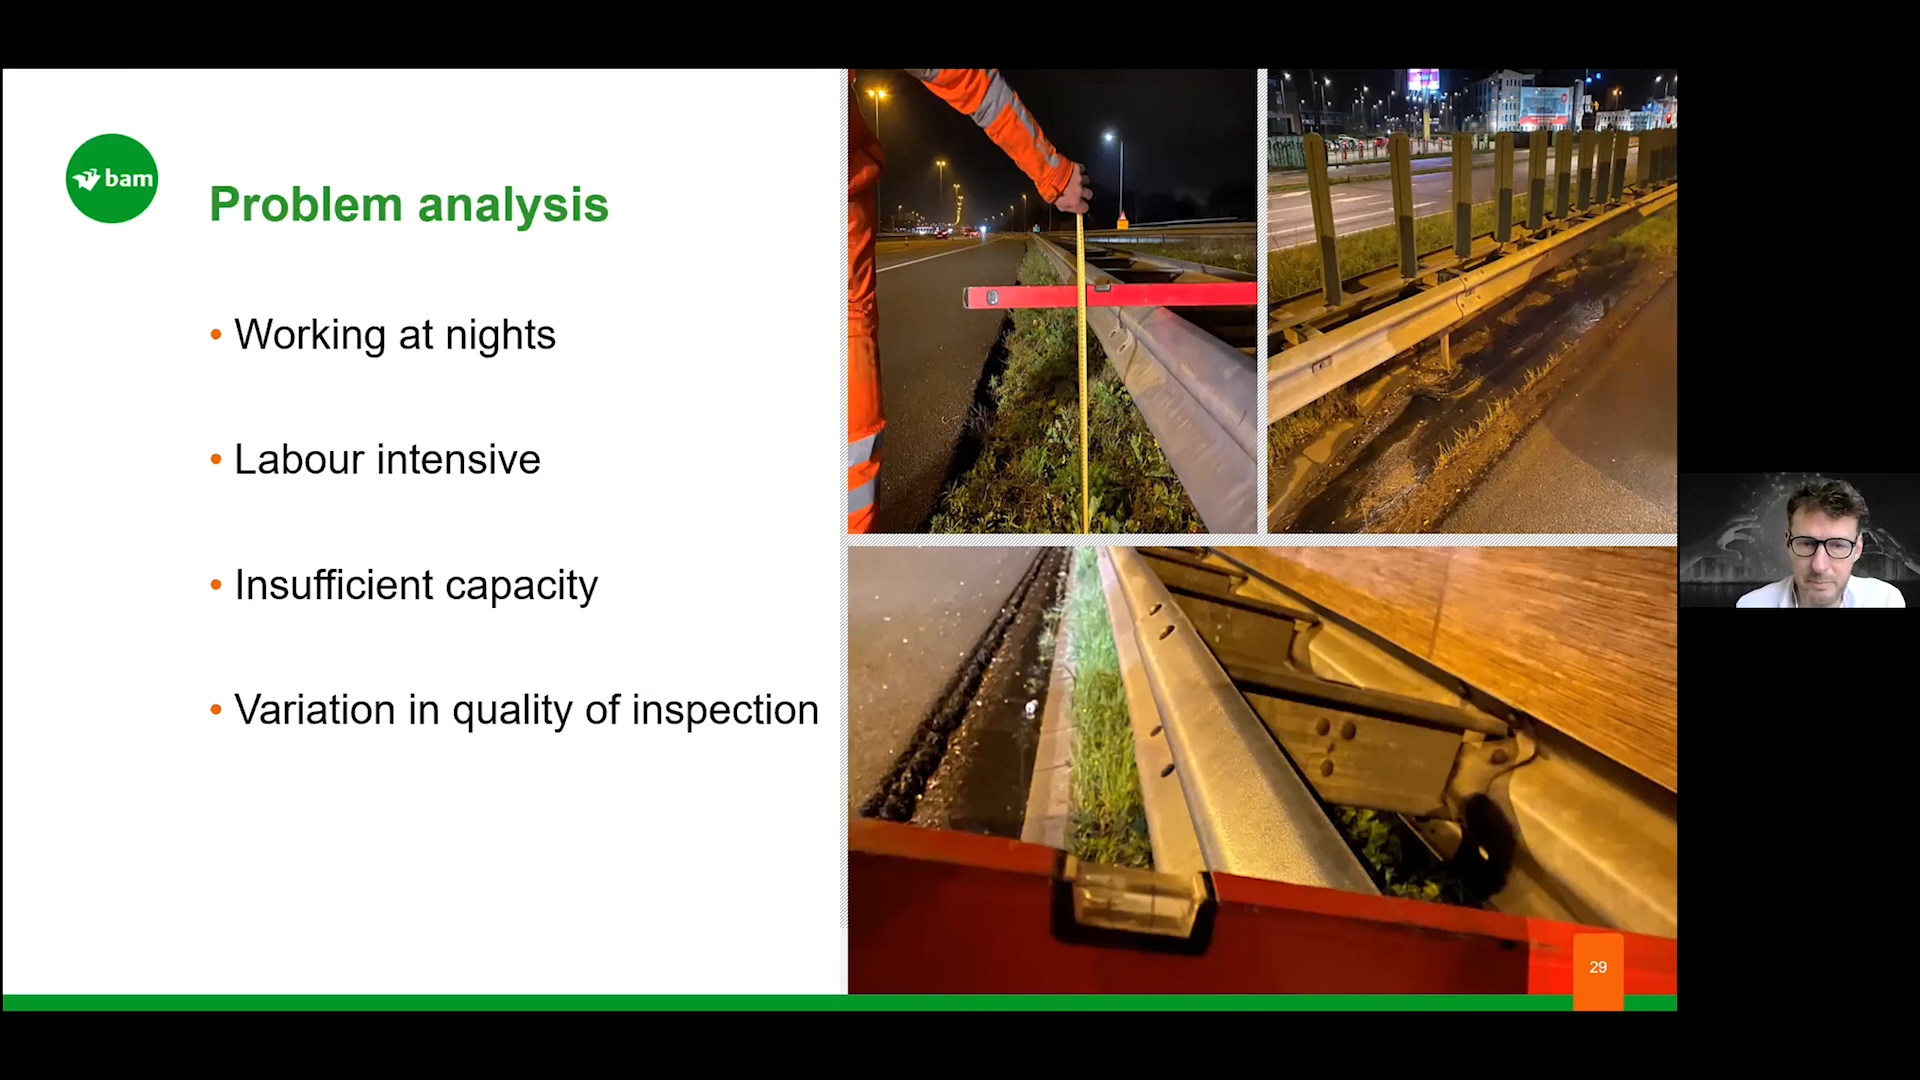 bam
Problem analysis
• Working at nights
• Labour intensive
• Insufficient capacity
• Variation in quality of inspection
29